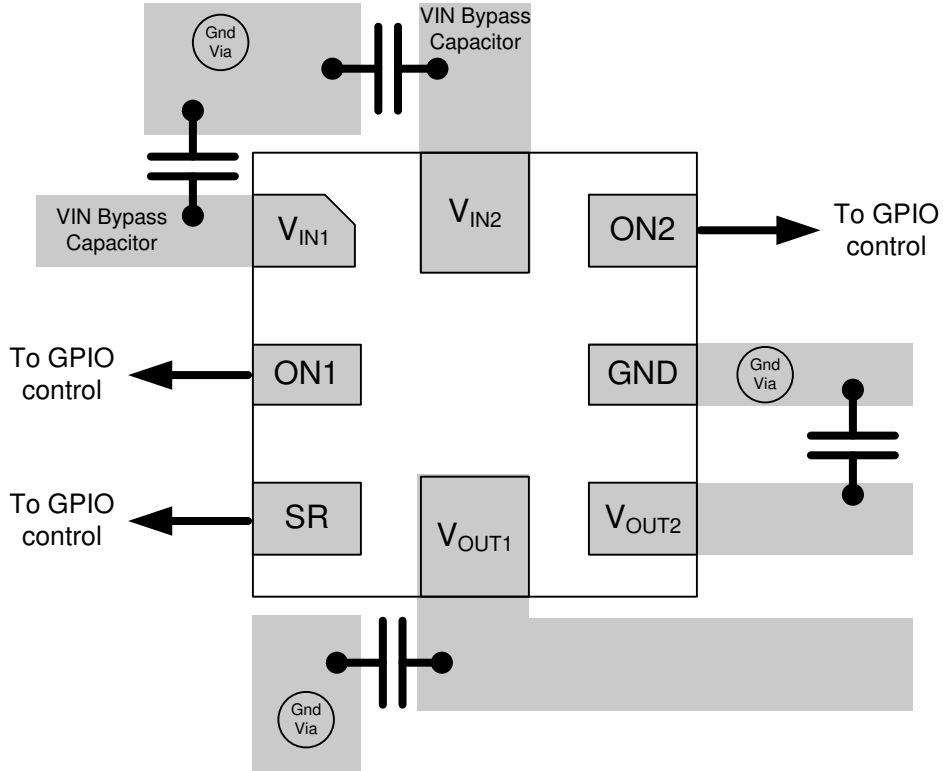 Gnd
Via
VIN Bypass
Capacitor
VIN Bypass
Capacitor
VIN1
VIN2
ON2
To GPIO
control
To GPIO
control
ON1
GND
Gnd
Via
To GPIO
control
SR
VOUT1
VOUT2
Gnd
Via